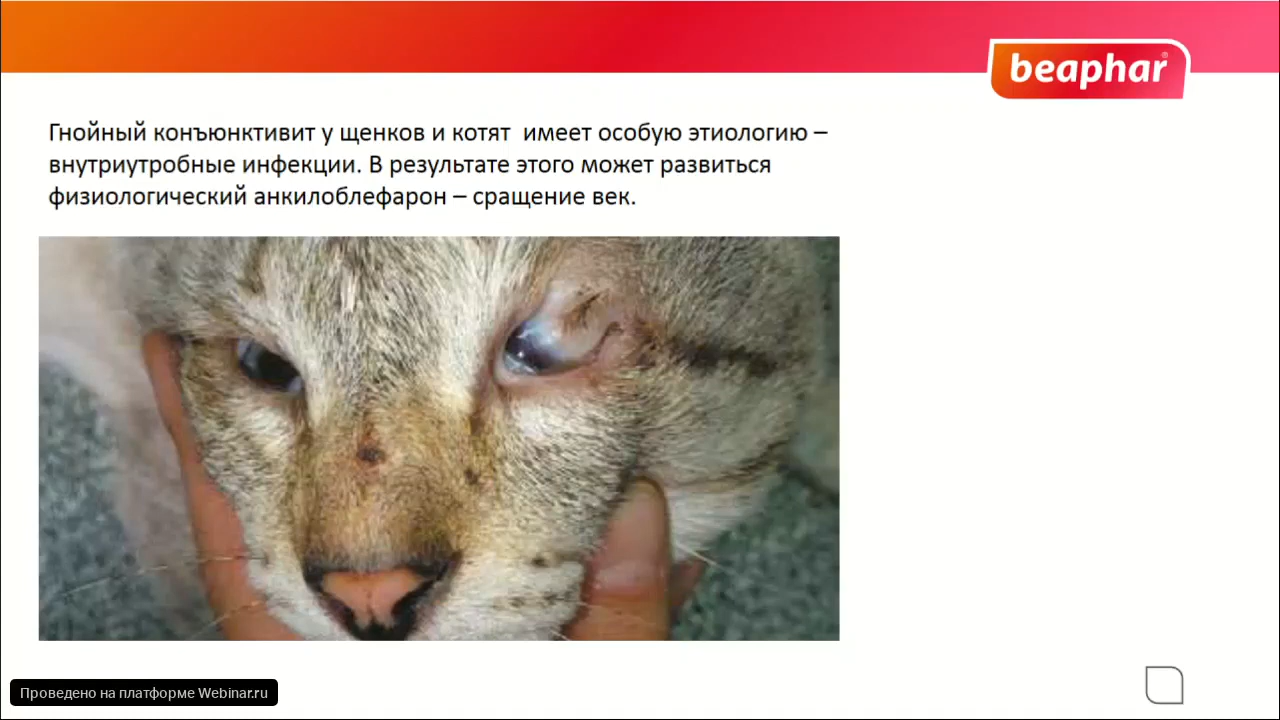 beaphar®
Гнойный конъюнктивит у щенков и котят имеет особую этиологию –
внутриутробные инфекции. В результате этого может развиться
физиологический анкилоблефарон – сращение век.
Проведено на платформе Webinar.ru